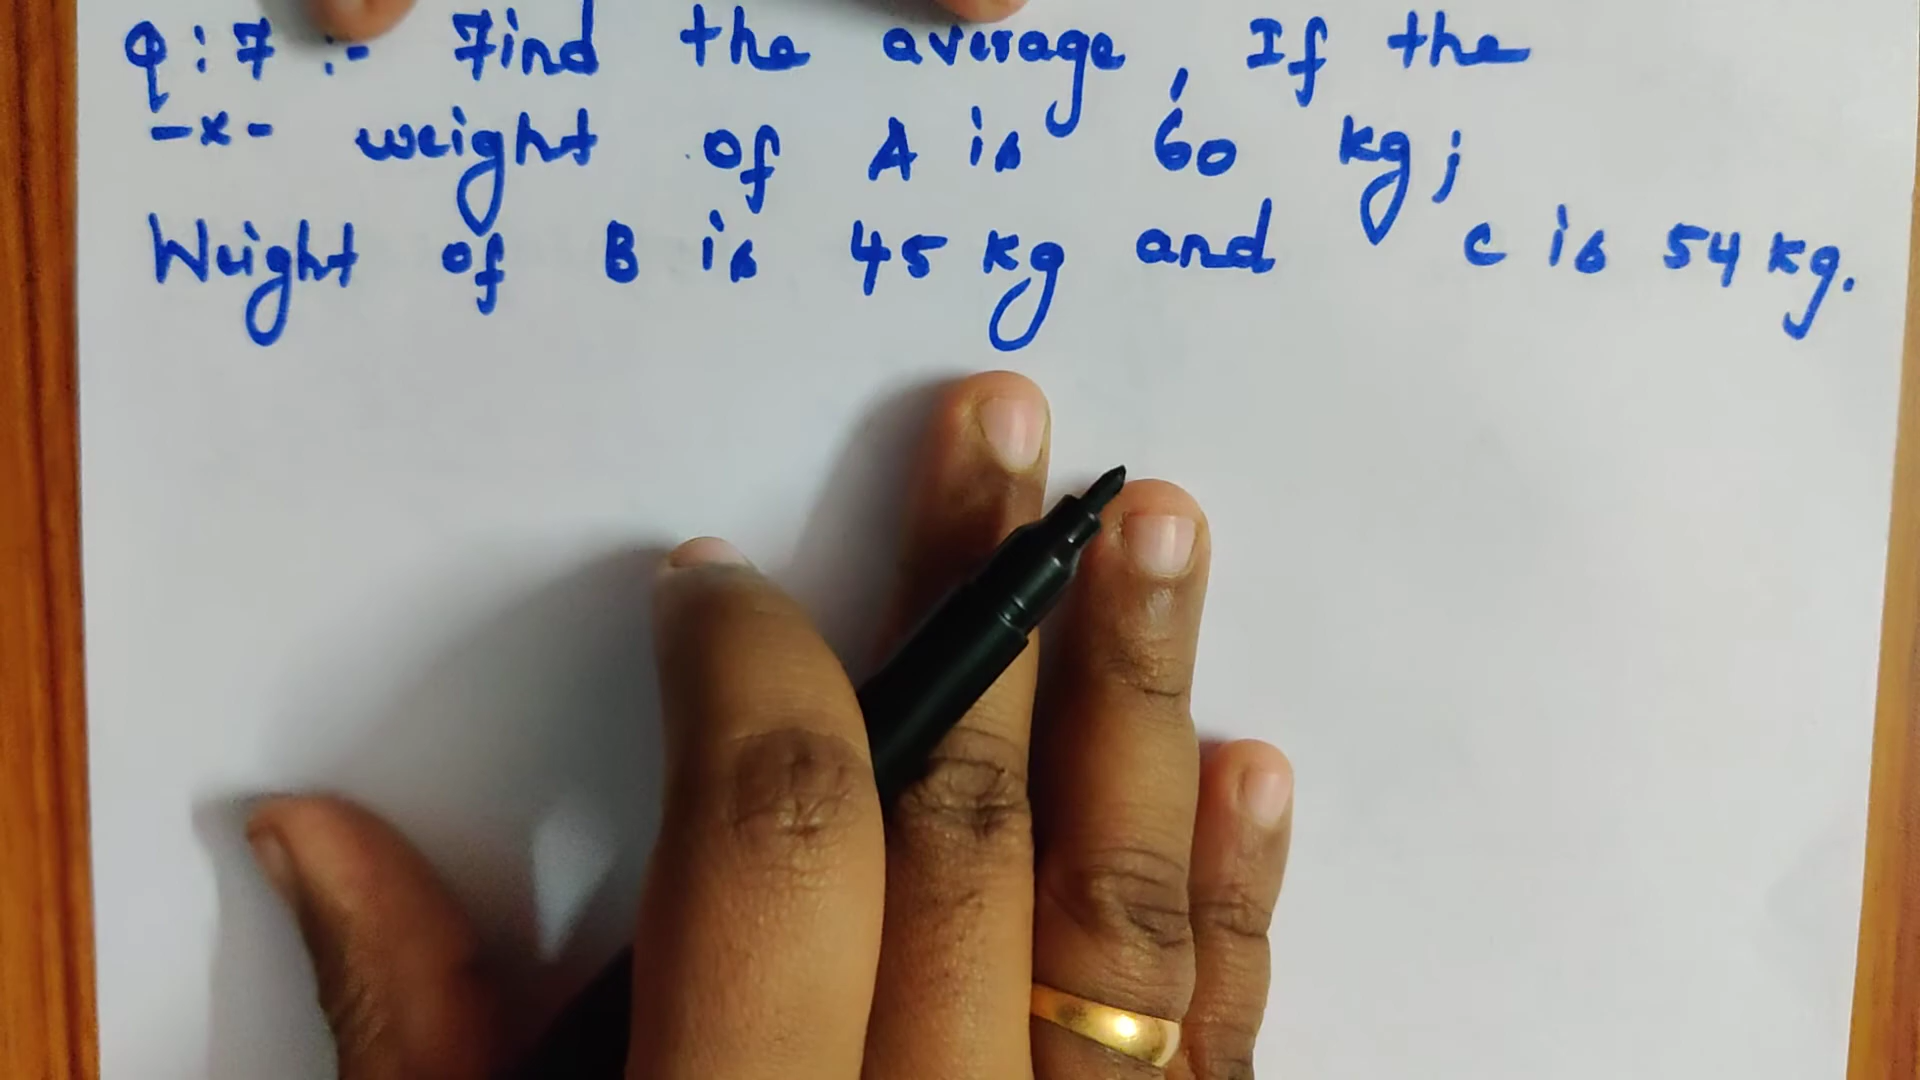 Q:7 :- Find the average, If the
-x- weight of A is 60 kg;
Weight of B is 45 kg and C is 54 kg.